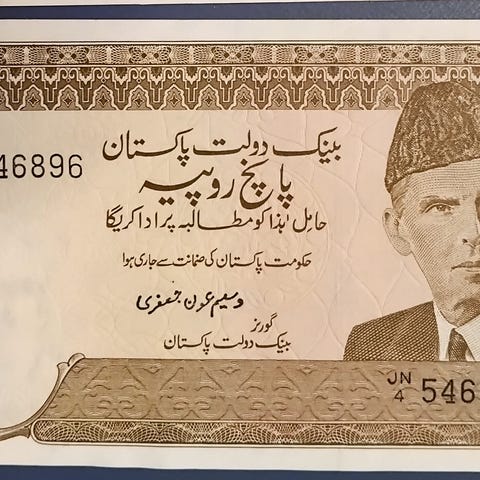 بینک دولت پاکستان
46896
پانچ روپیہ
حامل ہٰذا کو مطالبہ پر ادا کریگا
حکومت پاکستان کی ضمانت سے جاری ہوا
وسیم عون جعفری
گورنر
بینک دولت پاکستان
JN
4 546